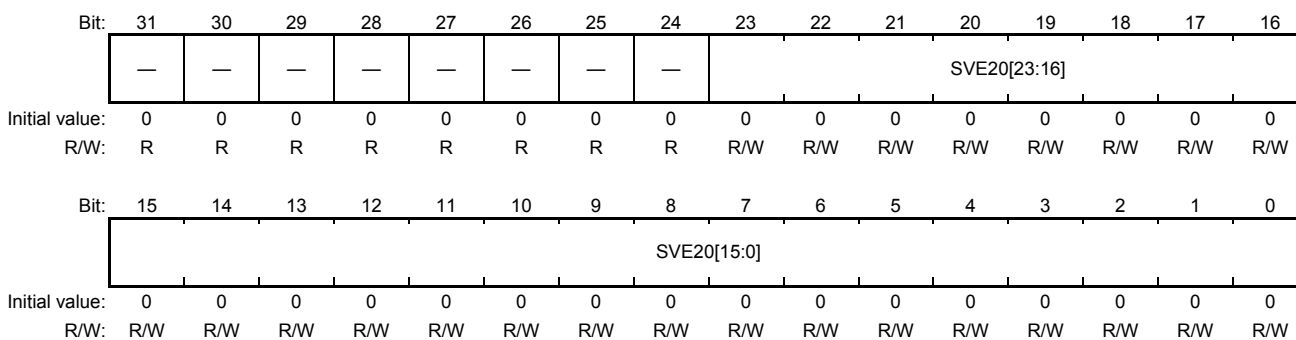 Bit: 31 30 29 28 27 26 25 24 23 22 21 20 19 18 17 16
— — — — — — — — SVE20[23:16]
Initial value: 0 0 0 0 0 0 0 0 0 0 0 0 0 0 0 0
R/W: R R R R R R R R R/W R/W R/W R/W R/W R/W R/W R/W
Bit: 15 14 13 12 11 10 9 8 7 6 5 4 3 2 1 0
SVE20[15:0]
Initial value: 0 0 0 0 0 0 0 0 0 0 0 0 0 0 0 0
R/W: R/W R/W R/W R/W R/W R/W R/W R/W R/W R/W R/W R/W R/W R/W R/W R/W